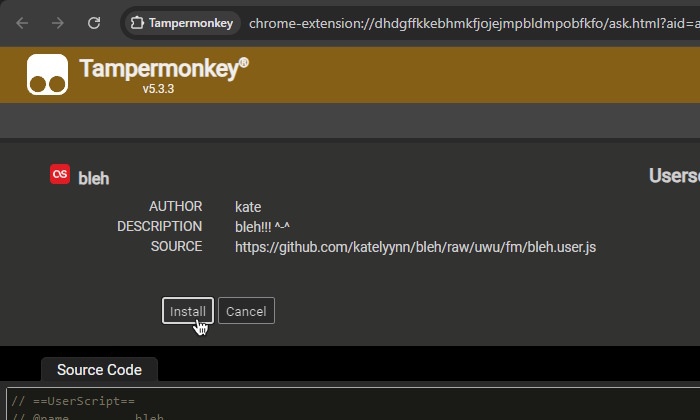 Tampermonkey
chrome-extension://dhdgffkkebhmkfjojejmpbldmpobfkfo/ask.html?aid=a
Tampermonkey®
v5.3.3
os
bleh
Usersc
AUTHOR kate
DESCRIPTION bleh!!! ^-^
SOURCE https://github.com/katelyynn/bleh/raw/uwu/fm/bleh.user.js
Install Cancel
Source Code
// ==UserScript==
// @name bleh